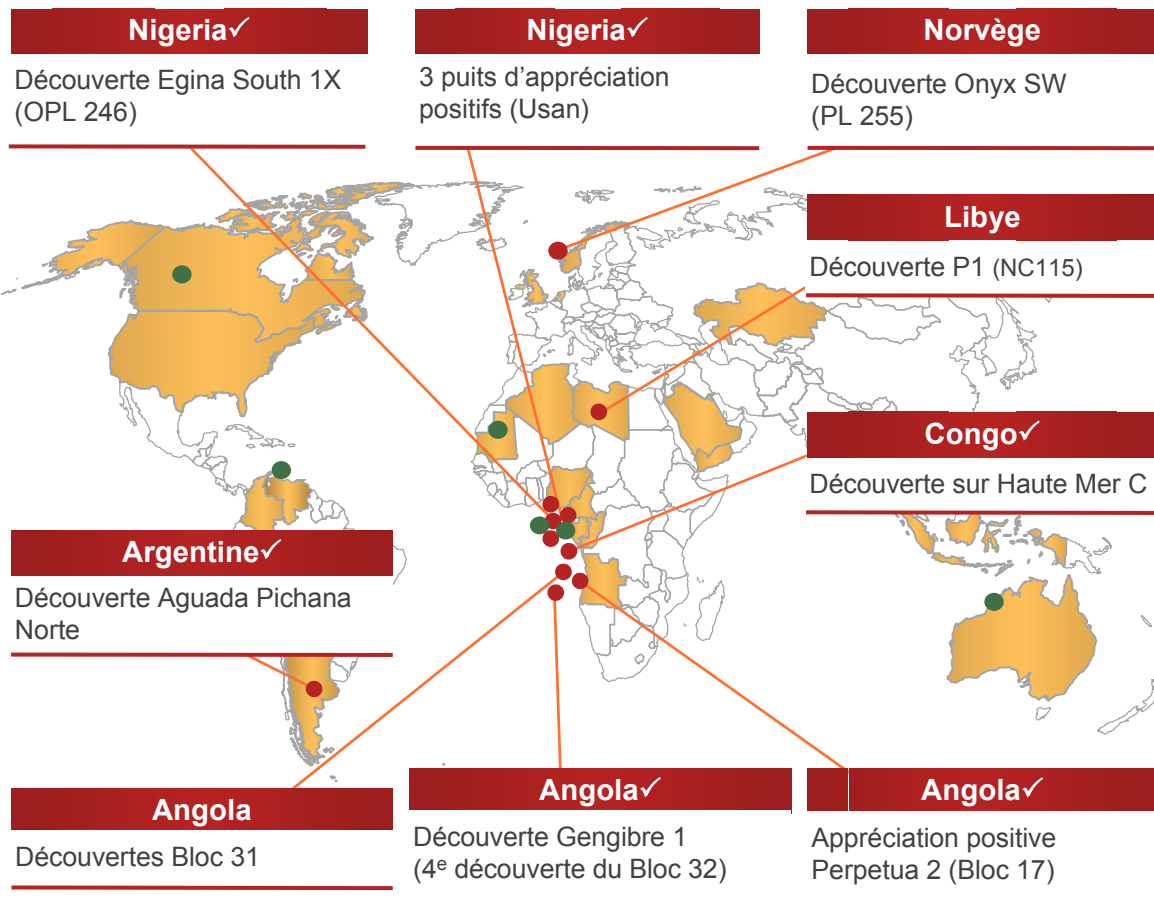 Nigeria✓
Découverte Egina South 1X
(OPL 246)
Nigeria✓
3 puits d’appréciation
positifs (Usan)
Norvège
Découverte Onyx SW
(PL 255)
Libye
Découverte P1 (NC115)
Congo✓
Découverte sur Haute Mer C
Argentine✓
Découverte Aguada Pichana
Norte
Angola
Découvertes Bloc 31
Angola✓
Découverte Gengibre 1
(4e découverte du Bloc 32)
Angola✓
Appréciation positive
Perpetua 2 (Bloc 17)